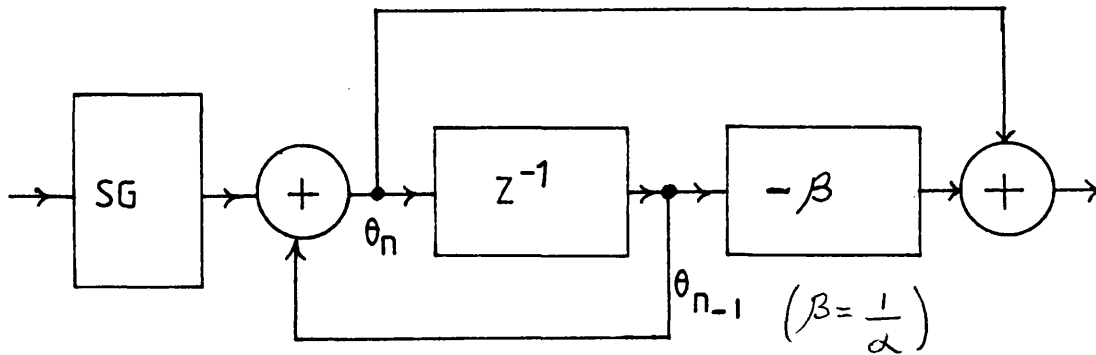 SG
+
θn
Z⁻¹
θn-1
-β
(β = 1/α)
+